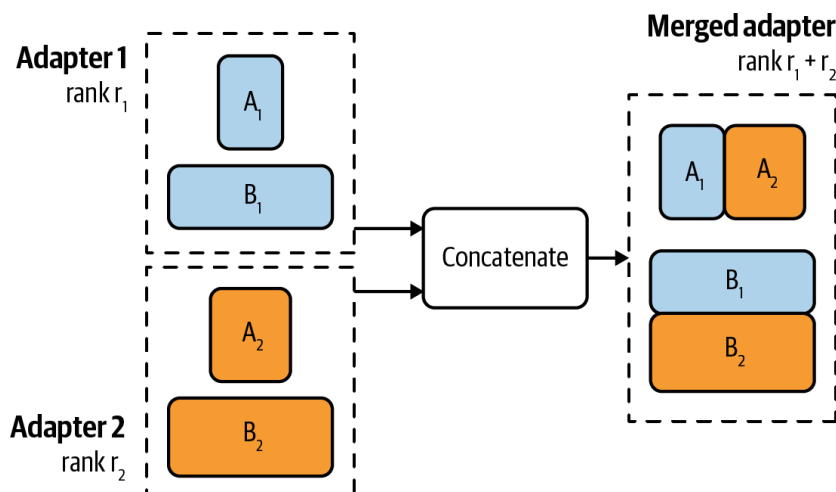 Adapter 1
rank r₁
A₁
B₁
Adapter 2
rank r₂
A₂
B₂
Concatenate
Merged adapter
rank r₁ + r₂
A₁ A₂
B₁
B₂